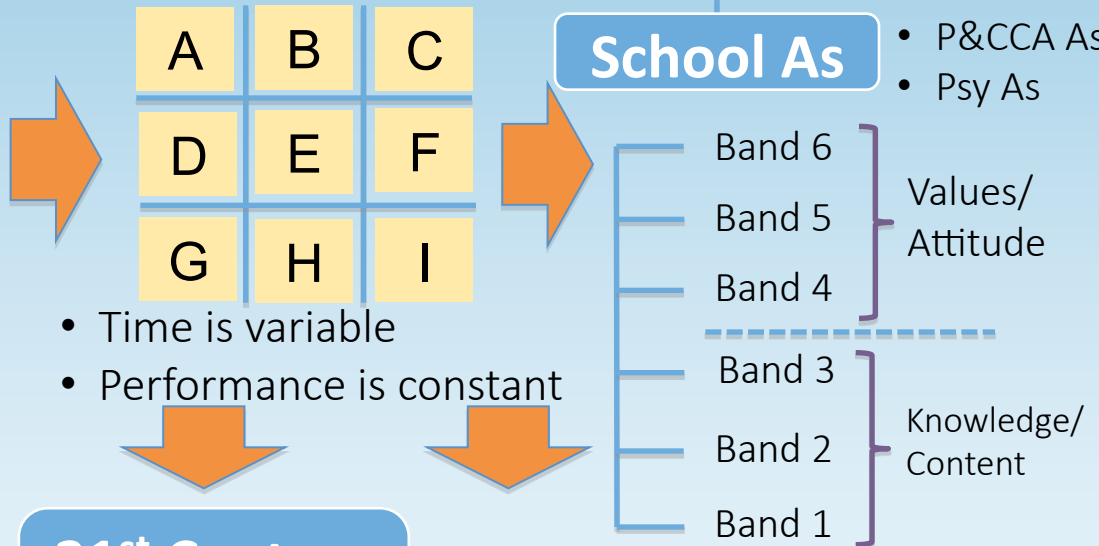 A B C
D E F
G H I
• Time is variable
• Performance is constant
School As
• P&CCA As
• Psy As
Band 6
Band 5
Band 4
Values/
Attitude
Band 3
Band 2
Band 1
Knowledge/
Content
21st